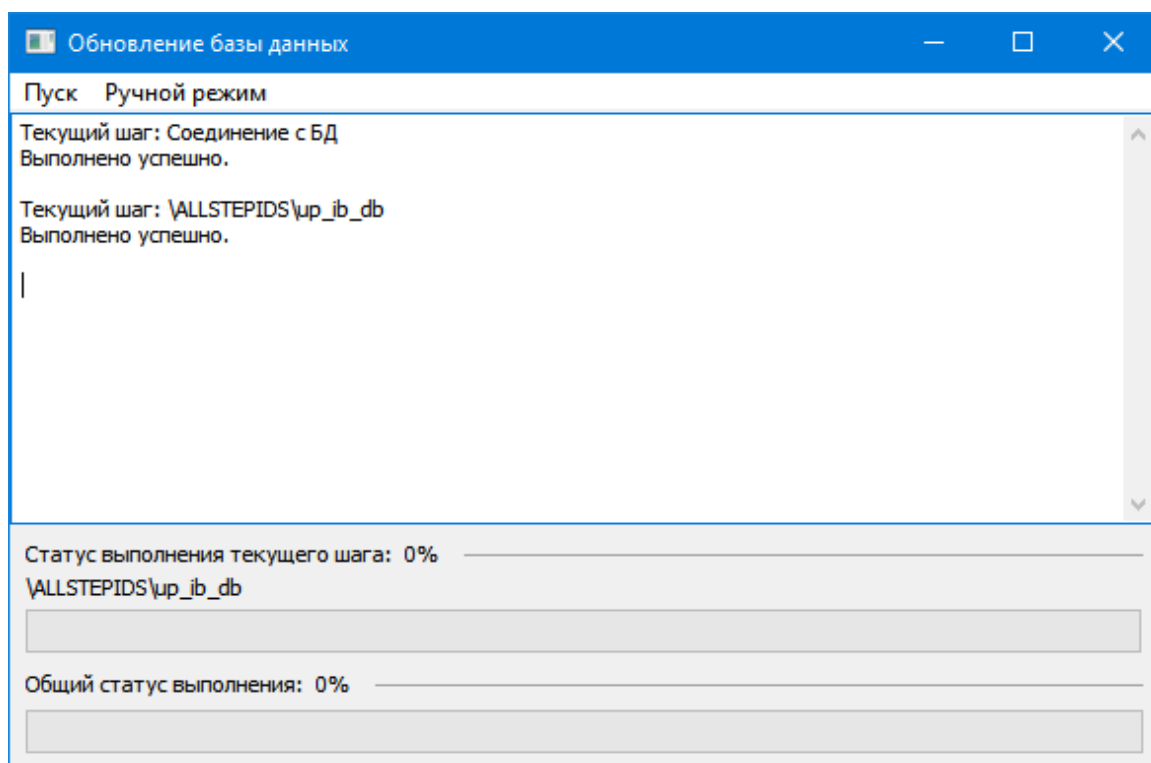 Обновление базы данных
Пуск Ручной режим
Текущий шаг: Соединение с БД
Выполнено успешно.
Текущий шаг: \ALLSTEPIDS\up_ib_db
Выполнено успешно.
Статус выполнения текущего шага: 0%
\ALLSTEPIDS\up_ib_db
Общий статус выполнения: 0%